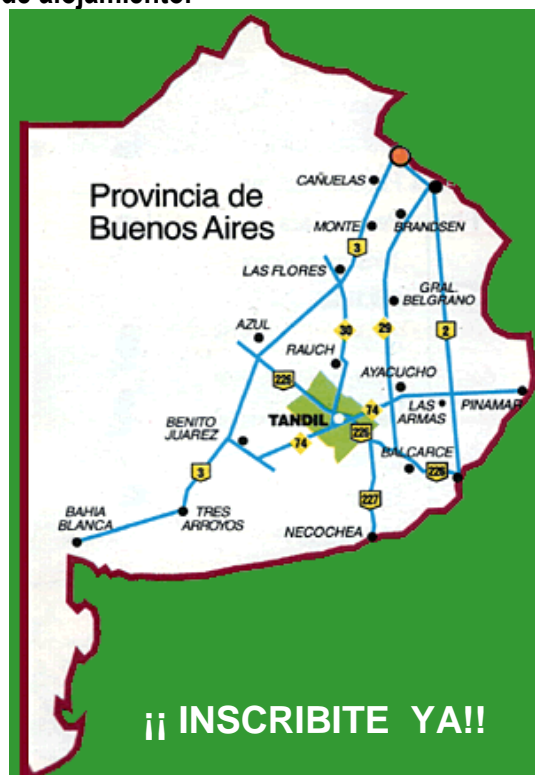 de alojamiento.
Provincia de
Buenos Aires
CAÑUELAS
MONTE
BRANDSEN
3
LAS FLORES
GRAL.
BELGRANO
AZUL
30
29
2
RAUCH
226
AYACUCHO
74
LAS
ARMAS
PINAMAR
TANDIL
BENITO
JUAREZ
74
226
BALCARCE
226
3
227
BAHIA
BLANCA
TRES
ARROYOS
NECOCHEA
¡¡ INSCRIBITE YA!!